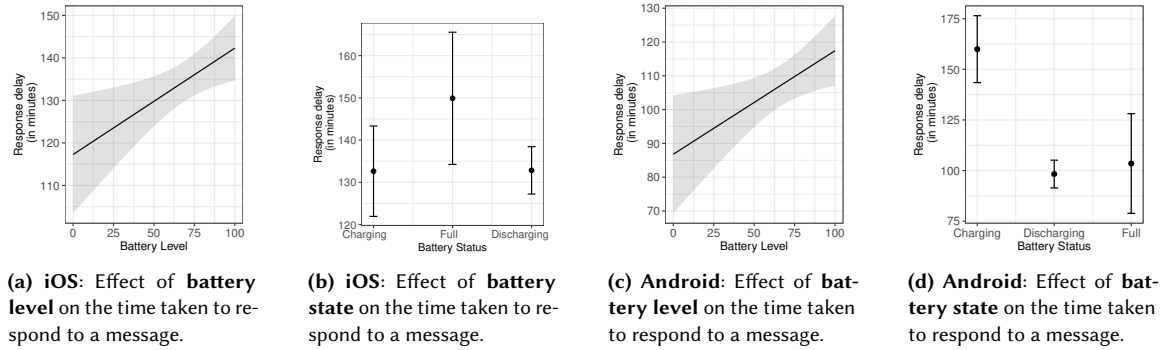 150
140
130
120
110
0 25 50 75 100
Battery Level
Response delay
(in minutes)
160
150
140
130
120
Charging Full Discharging
Battery Status
Response delay
(in minutes)
130
120
110
100
90
80
70
0 25 50 75 100
Battery Level
Response delay
(in minutes)
175
150
125
100
75
Charging Discharging Full
Battery Status
Response delay
(in minutes)
(a) iOS: Effect of battery
level on the time taken to re-
spond to a message.
(b) iOS: Effect of battery
state on the time taken to re-
spond to a message.
(c) Android: Effect of bat-
tery level on the time taken
to respond to a message.
(d) Android: Effect of bat-
tery state on the time taken
to respond to a message.